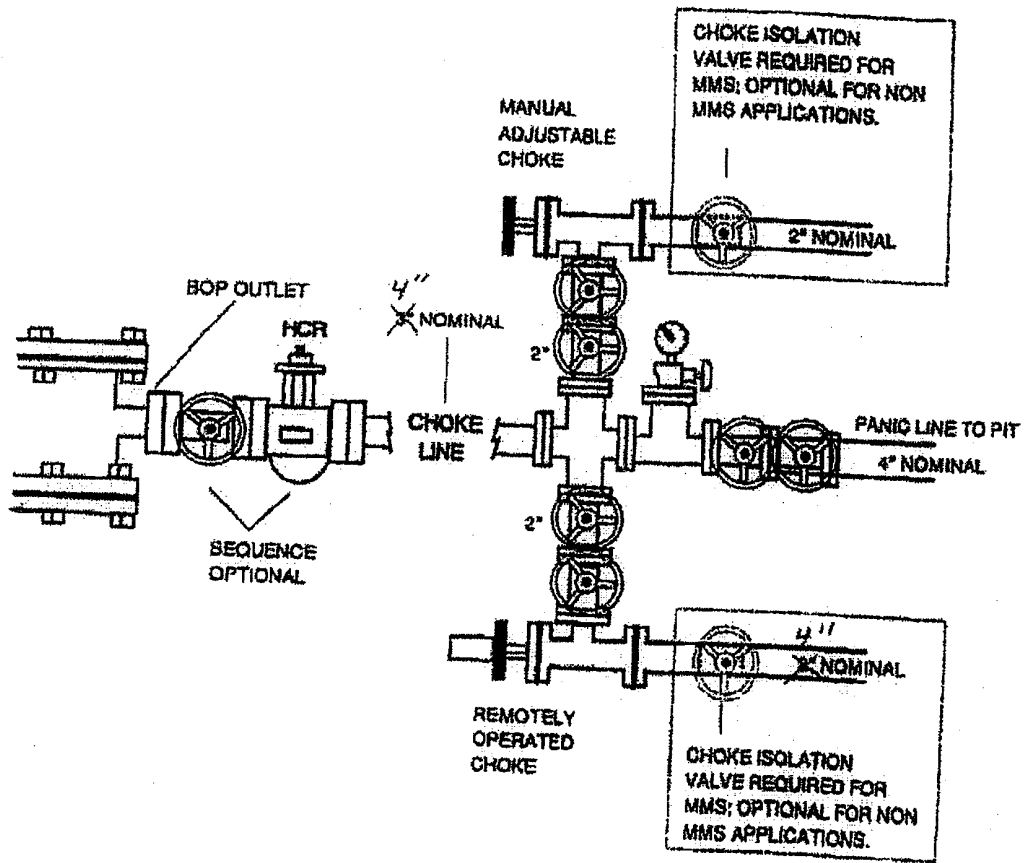 CHOKE ISOLATION
VALVE REQUIRED FOR
MMS; OPTIONAL FOR NON
MMS APPLICATIONS.
MANUAL
ADJUSTABLE
CHOKE
2" NOMINAL
BOP OUTLET
4"
3" NOMINAL
HCR
2"
CHOKE
LINE
PANIC LINE TO PIT
4" NOMINAL
2"
SEQUENCE
OPTIONAL
4"
NOMINAL
REMOTELY
OPERATED
CHOKE
CHOKE ISOLATION
VALVE REQUIRED FOR
MMS; OPTIONAL FOR NON
MMS APPLICATIONS.